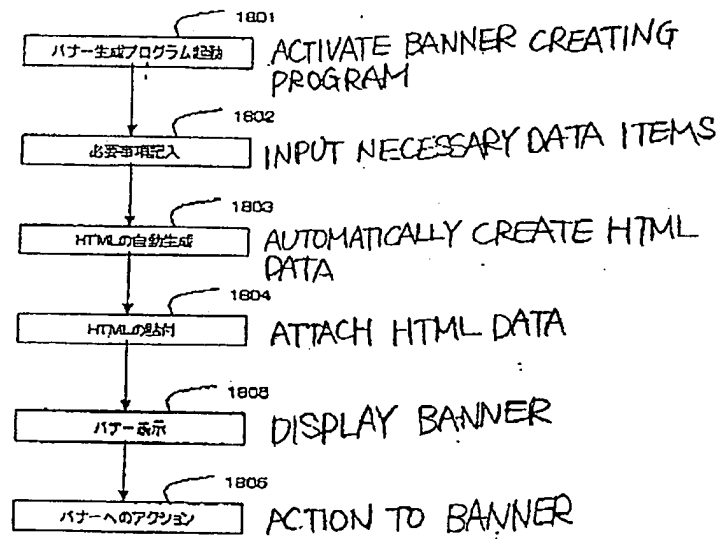 1801
バナー生成プログラム起動
ACTIVATE BANNER CREATING
PROGRAM
1802
必要事項記入
INPUT NECESSARY DATA ITEMS
1803
HTMLの自動生成
AUTOMATICALLY CREATE HTML
DATA
1804
HTMLの貼付
ATTACH HTML DATA
1805
バナー表示
DISPLAY BANNER
1806
バナーへのアクション
ACTION TO BANNER